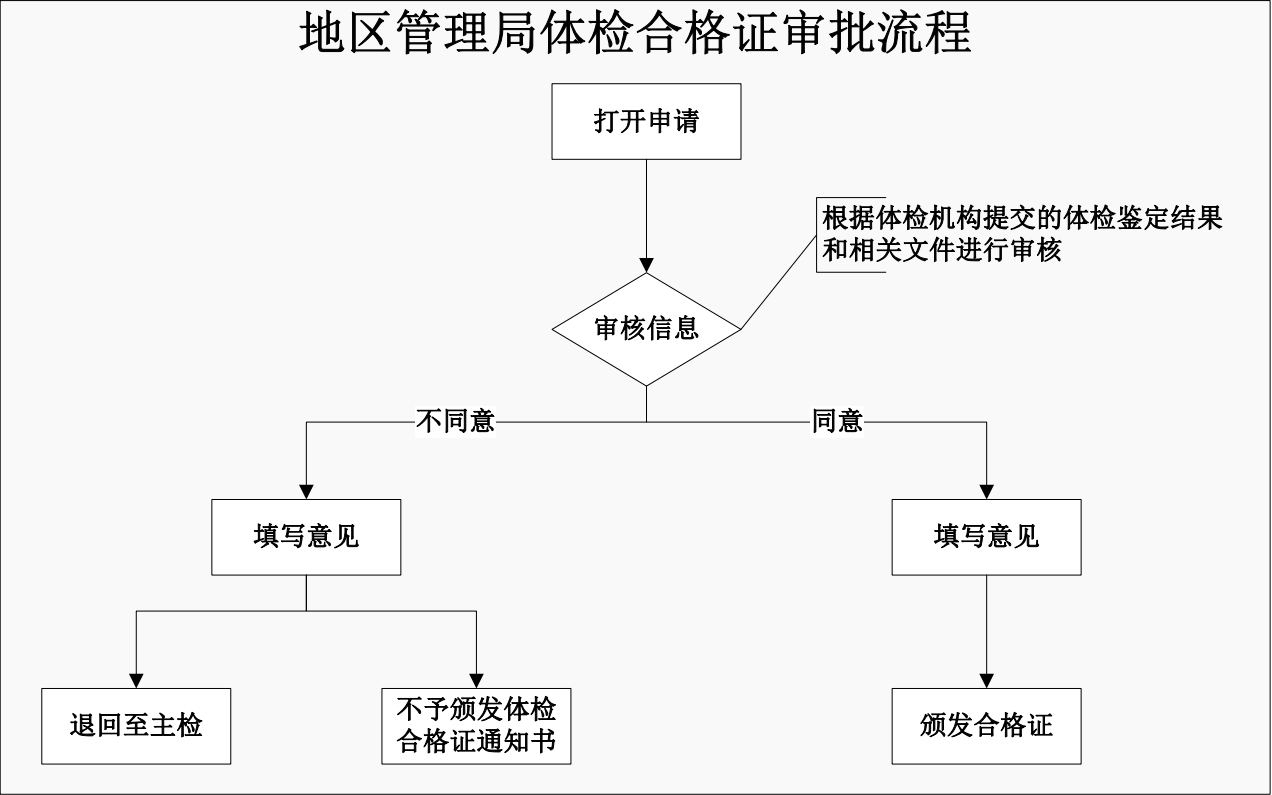 地区管理局体检合格证审批流程
打开申请
根据体检机构提交的体检鉴定结果
和相关文件进行审核
审核信息
不同意
同意
填写意见
填写意见
退回至主检
不予颁发体检
合格证通知书
颁发合格证